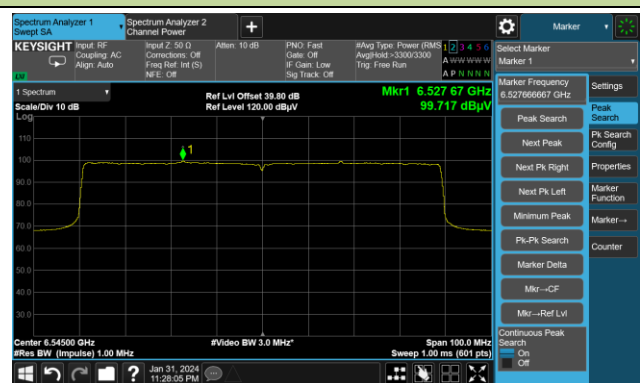 Spectrum Analyzer 1
Swept SA
Spectrum Analyzer 2
Channel Power
Marker
KEYSIGHT
Input: RF
Coupling: AC
Align: Auto
Input Z: 50 Ω
Corrections: Off
Freq Ref: Int (S)
NFE: Off
Atten: 10 dB
PNO: Fast
Gate: Off
IF Gain: Low
Sig Track: Off
#Avg Type: Power (RMS
Avg|Hold:>3300/3300
Trig: Free Run
1 2 3 4 5 6
A W W W W W
A P N N N N
LW
Select Marker
Marker 1
1 Spectrum
Scale/Div 10 dB
Log
Ref Lvl Offset 39.80 dB
Ref Level 120.00 dBµV
Mkr1 6.527 67 GHz
99.717 dBµV
1
110
100
90.0
80.0
70.0
60.0
50.0
40.0
30.0
Center 6.54500 GHz
#Res BW (Impulse) 1.00 MHz
#Video BW 3.0 MHz*
Span 100.0 MHz
Sweep 1.00 ms (601 pts)
Marker Frequency
6.527666667 GHz
Peak Search
Next Peak
Next Pk Right
Next Pk Left
Minimum Peak
Pk-Pk Search
Marker Delta
Mkr→CF
Mkr→Ref Lvl
Continuous Peak
Search
On
Off
Settings
Peak
Search
Pk Search
Config
Properties
Marker
Function
Marker→
Counter
Jan 31, 2024
11:28:05 PM